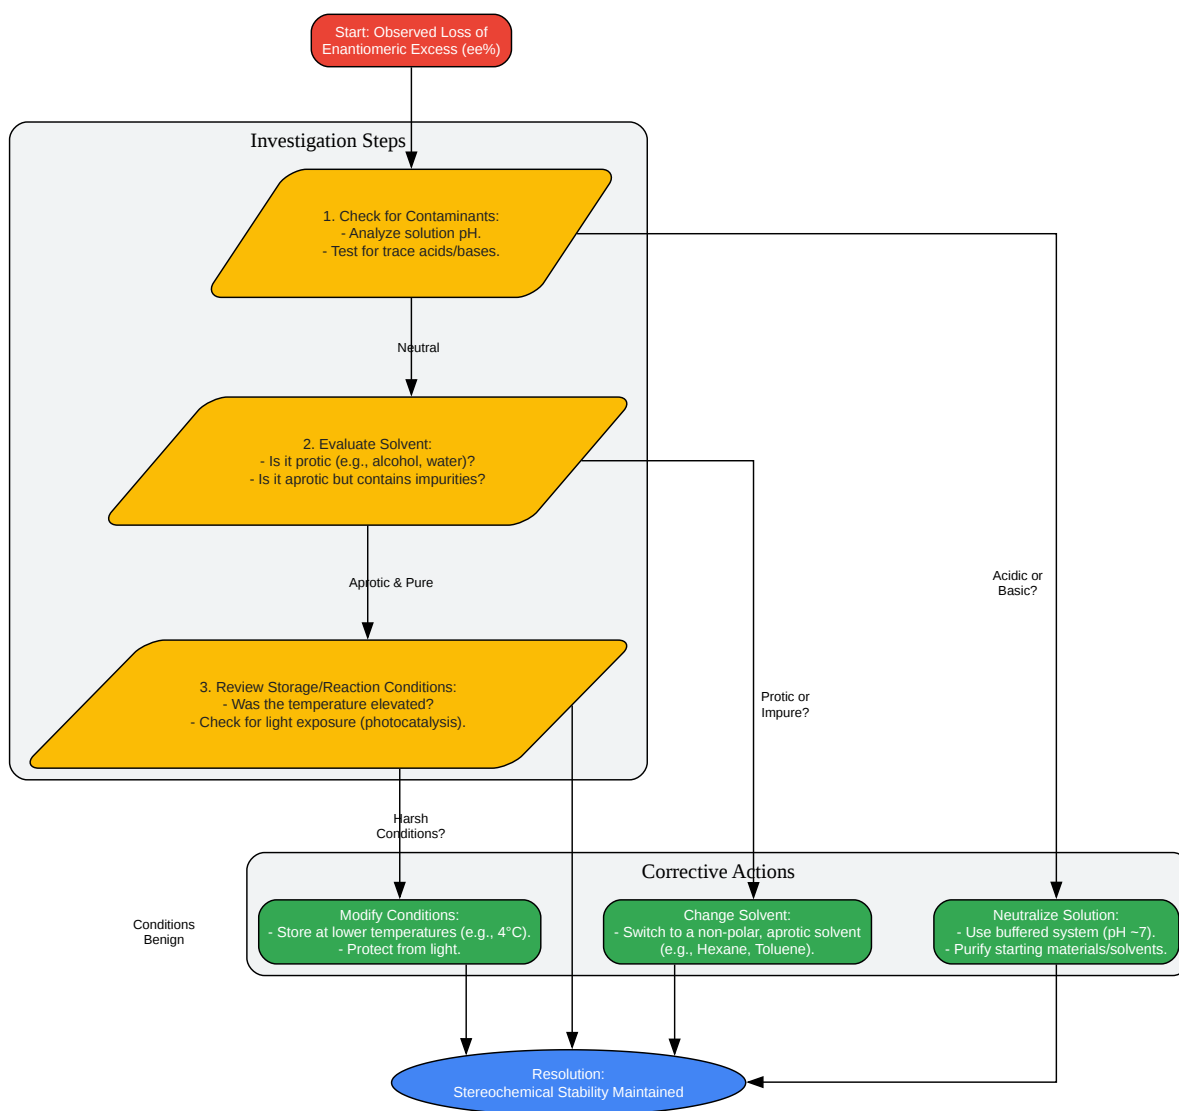 Start: Observed Loss of
Enantiomeric Excess (ee%)
Investigation Steps
1. Check for Contaminants:
- Analyze solution pH.
- Test for trace acids/bases.
Neutral
2. Evaluate Solvent:
- Is it protic (e.g., alcohol, water)?
- Is it aprotic but contains impurities?
Aprotic & Pure
Acidic or
Basic?
3. Review Storage/Reaction Conditions:
- Was the temperature elevated?
- Check for light exposure (photocatalysis).
Protic or
Impure?
Harsh
Conditions?
Corrective Actions
Conditions
Benign
Modify Conditions:
- Store at lower temperatures (e.g., 4°C).
- Protect from light.
Change Solvent:
- Switch to a non-polar, aprotic solvent
(e.g., Hexane, Toluene).
Neutralize Solution:
- Use buffered system (pH ~7).
- Purify starting materials/solvents.
Resolution:
Stereochemical Stability Maintained